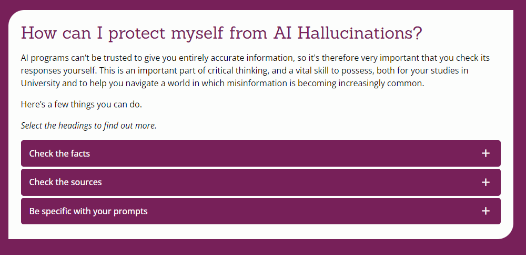 How can I protect myself from AI Hallucinations?
AI programs can't be trusted to give you entirely accurate information, so it's therefore very important that you check its
responses yourself. This is an important part of critical thinking, and a vital skill to possess, both for your studies in
University and to help you navigate a world in which misinformation is becoming increasingly common.
Here's a few things you can do.
Select the headings to find out more.
Check the facts +
Check the sources +
Be specific with your prompts +